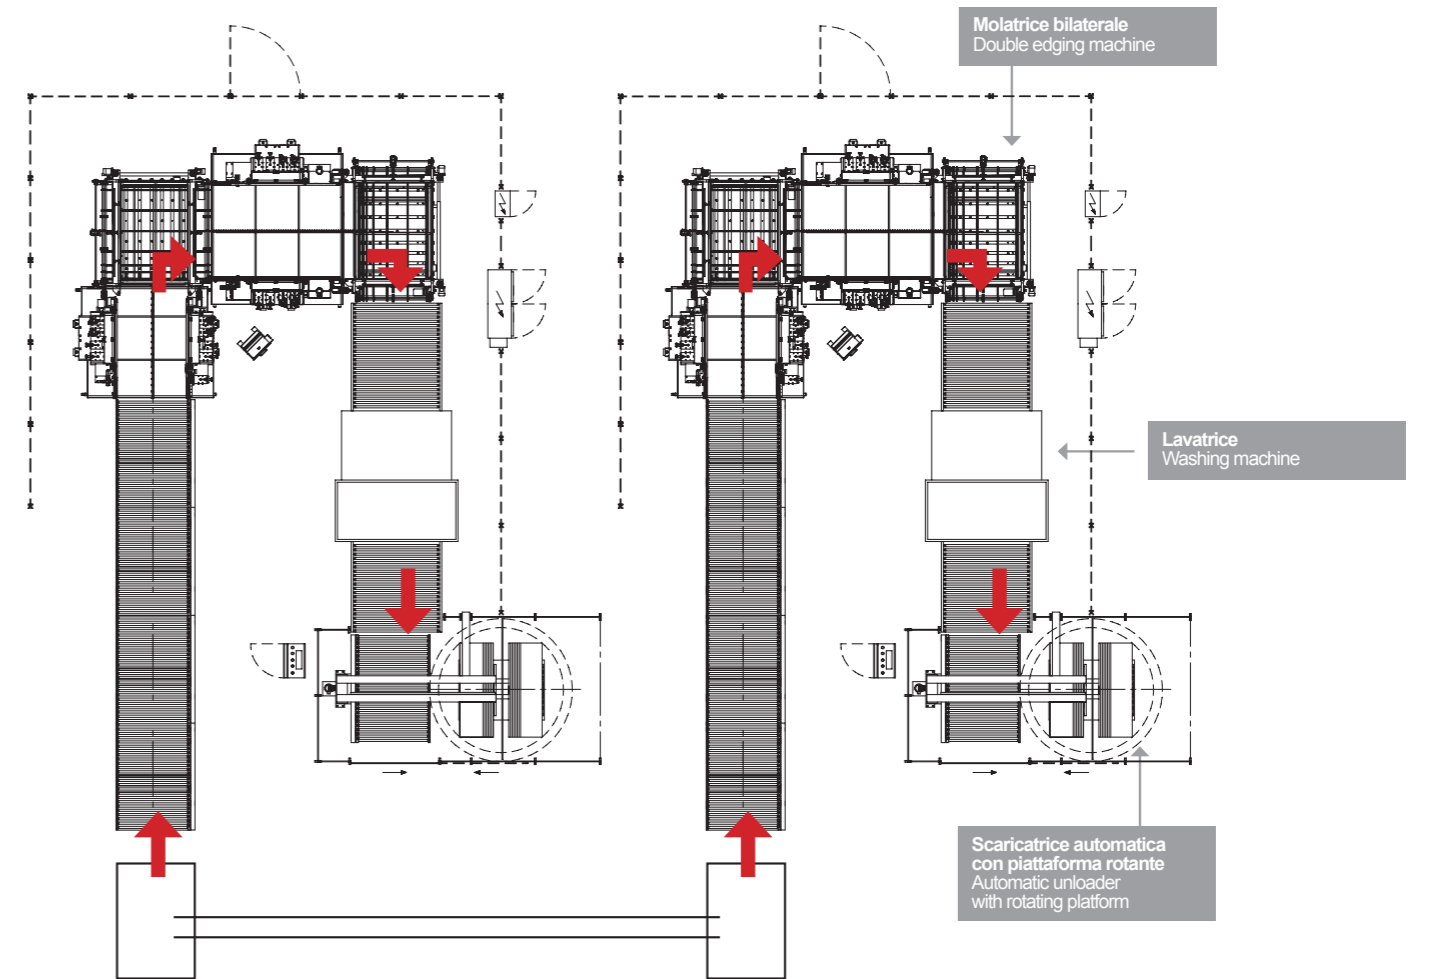 Molatrice bilaterale
Double edging machine
Lavatrice
Washing machine
Scaricatrice automatica
con piattaforma rotante
Automatic unloader
with rotating platform